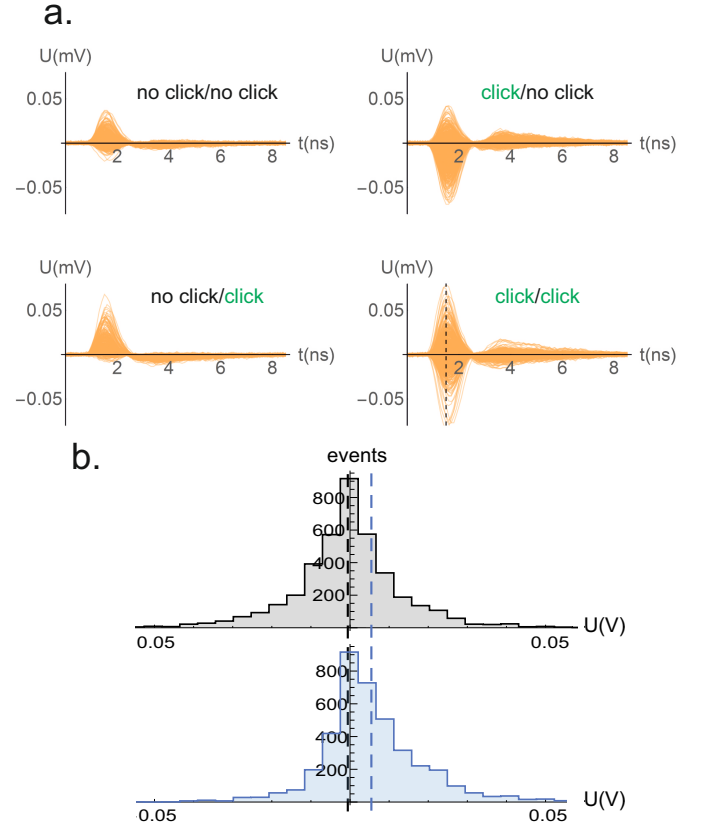 a.
U(mV) U(mV)
no click/no click click/no click
0.05 0.05
t(ns) t(ns)
2 4 6 8 2 4 6 8
−0.05 −0.05
U(mV) U(mV)
no click/click click/click
0.05 0.05
t(ns) t(ns)
2 4 6 8 2 4 6 8
−0.05 −0.05
b.
events
800
600
400
200
U(V)
0.05 0.05
800
600
400
200
U(V)
-0.05 0.05